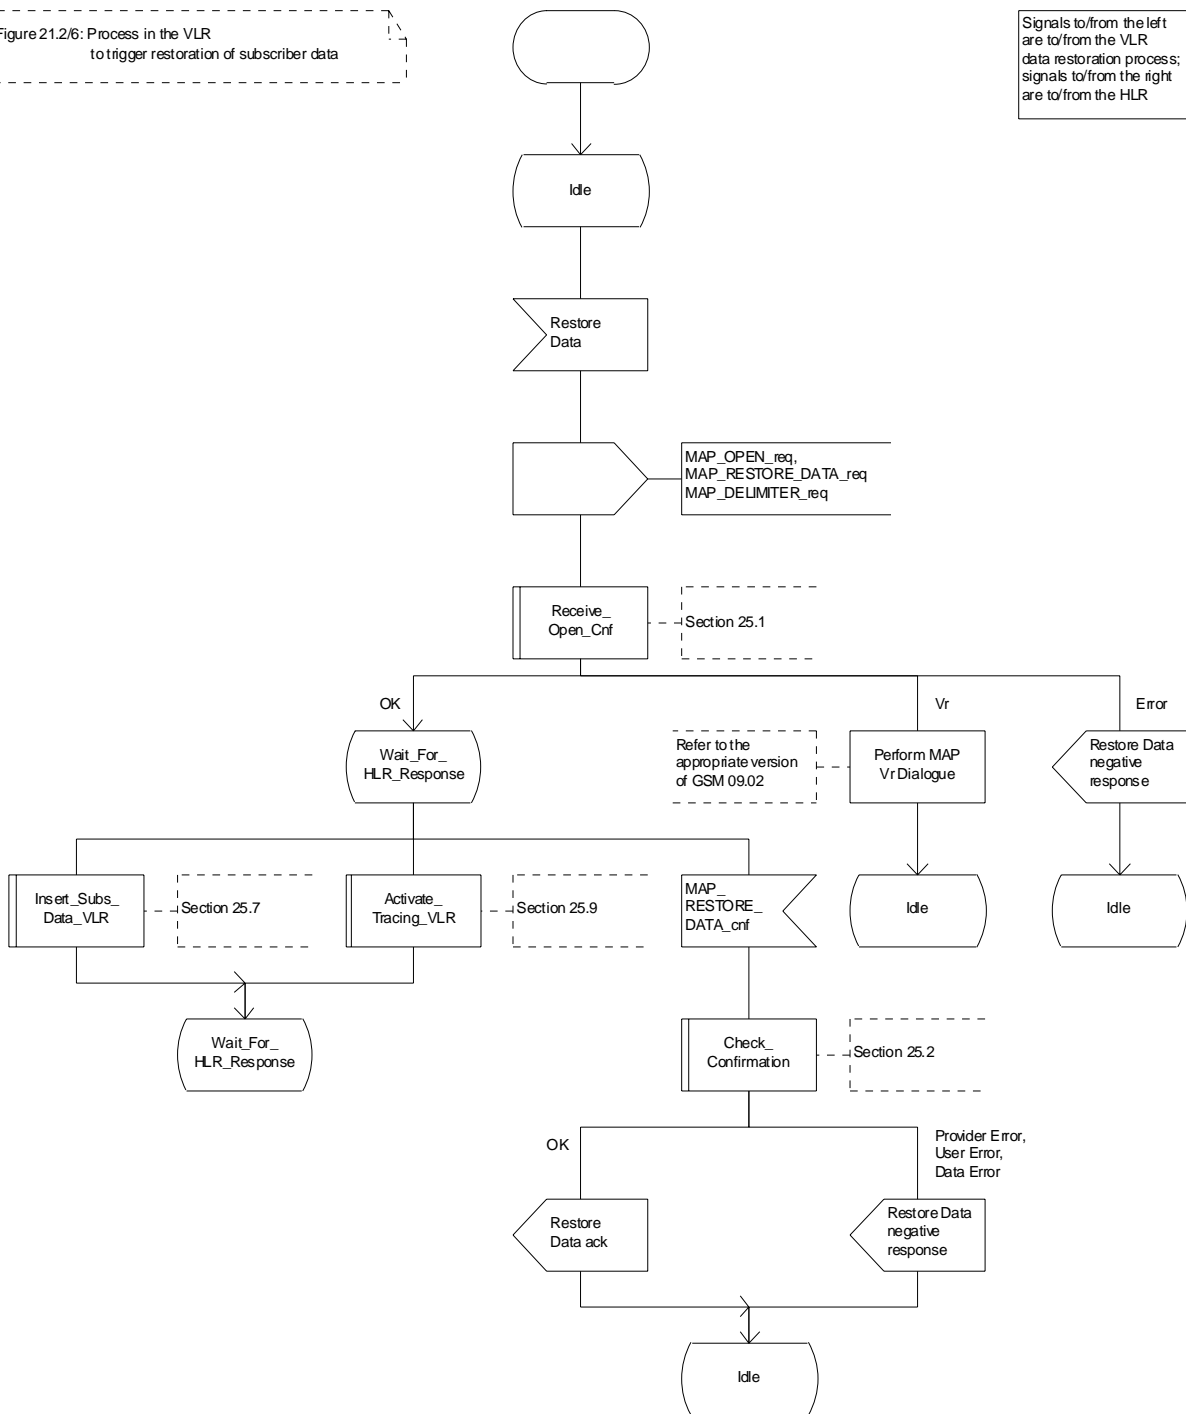 Figure 21.2/6: Process in the VLR
to trigger restoration of subscriber data
Signals to/from the left
are to/from the VLR
data restoration process;
signals to/from the right
are to/from the HLR
Idle
Restore
Data
MAP_OPEN_req,
MAP_RESTORE_DATA_req
MAP_DELIMITER_req
Receive_
Open_Cnf
Section 25.1
OK
Vr
Error
Wait_For_
HLR_Response
Refer to the
appropriate version
of GSM 09.02
Perform MAP
Vr Dialogue
Restore Data
negative
response
Insert_Subs_
Data_VLR
Section 25.7
Activate_
Tracing_VLR
Section 25.9
MAP_
RESTORE_
DATA_cnf
Idle
Idle
Wait_For_
HLR_Response
Check_
Confirmation
Section 25.2
OK
Provider Error,
User Error,
Data Error
Restore
Data ack
Restore Data
negative
response
Idle